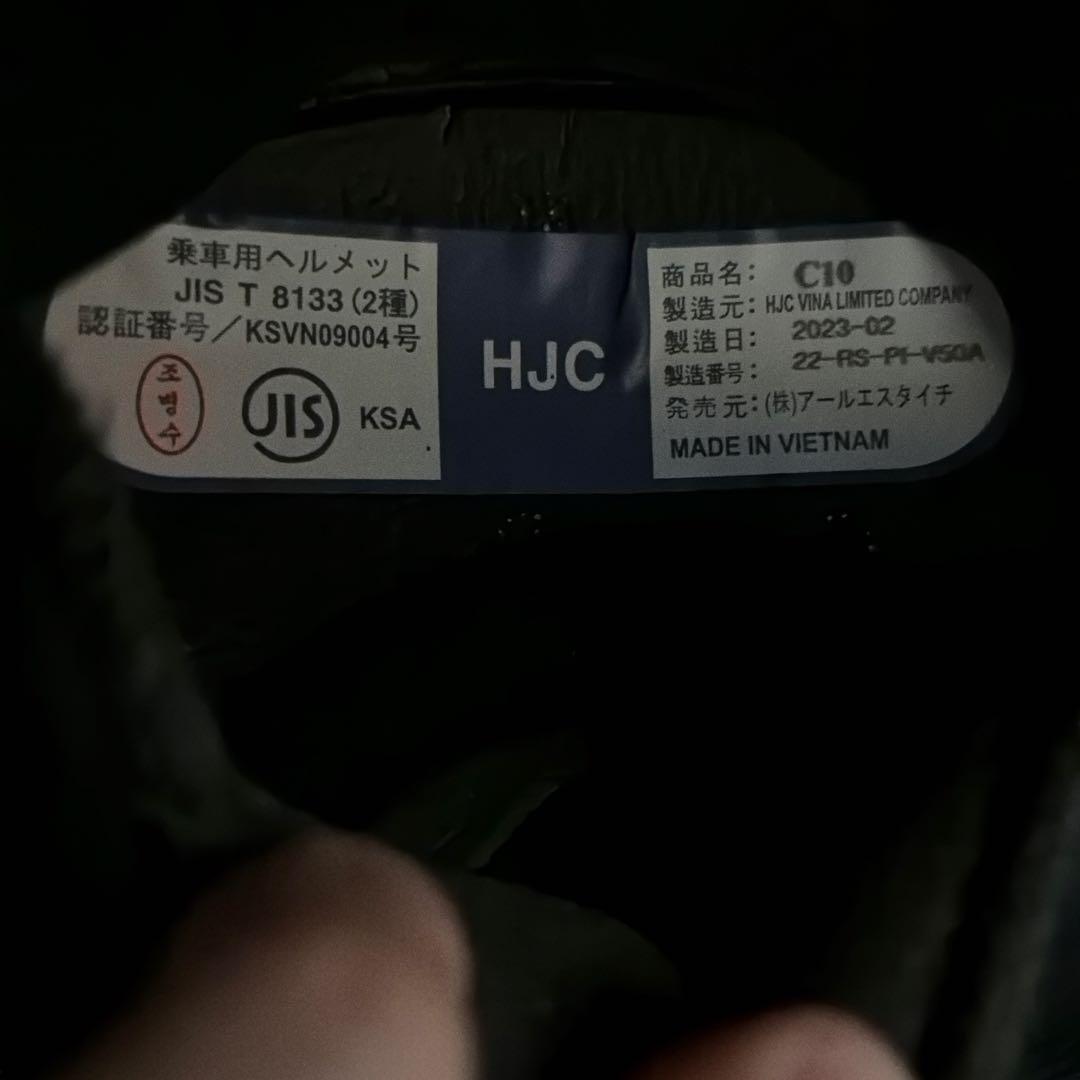 乗車用ヘルメット
JIS T 8133 (2種)
認証番号／KSVN09004号
조병수
JIS KSA
HJC
商品名： C10
製造元： HJC VINA LIMITED COMPANY
製造日： 2023-02
製造番号： 22-RS-P1-V50A
発売元：(株)アールエスタイチ
MADE IN VIETNAM